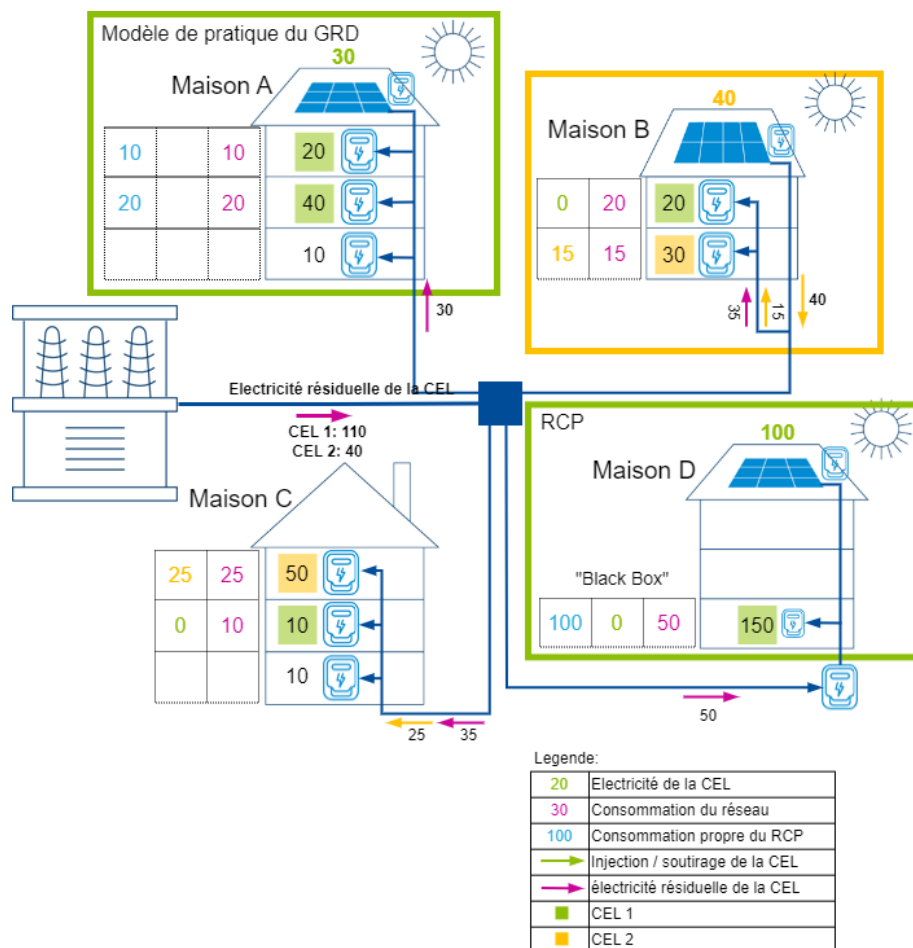 Modèle de pratique du GRD
30
Maison A
10 10 20
20 20 40
10
30
40
Maison B
0 20 20
15 15 30
35 15 40
Electricité résiduelle de la CEL
CEL 1: 110
CEL 2: 40
Maison C
25 25 50
0 10 10
10
25 35
RCP
100
Maison D
"Black Box"
100 0 50 150
50
Legende:
20 Electricité de la CEL
30 Consommation du réseau
100 Consommation propre du RCP
Injection / soutirage de la CEL
électricité résiduelle de la CEL
CEL 1
CEL 2